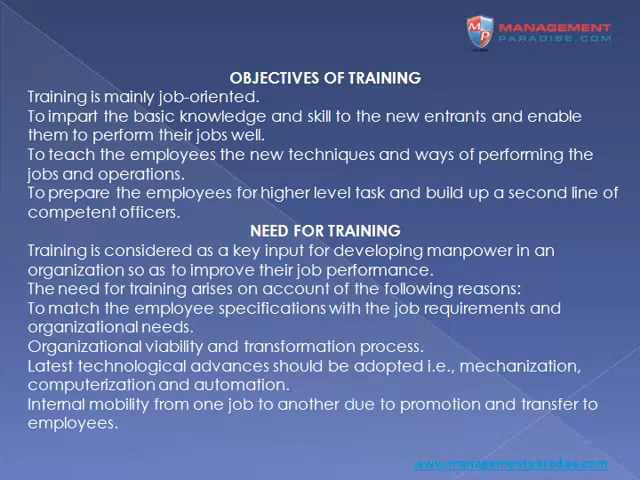 MANAGEMENT
PARADISE.COM
MP
OBJECTIVES OF TRAINING
Training is mainly job-oriented.
To impart the basic knowledge and skill to the new entrants and enable
them to perform their jobs well.
To teach the employees the new techniques and ways of performing the
jobs and operations.
To prepare the employees for higher level task and build up a second line of
competent officers.
NEED FOR TRAINING
Training is considered as a key input for developing manpower in an
organization so as to improve their job performance.
The need for training arises on account of the following reasons:
To match the employee specifications with the job requirements and
organizational needs.
Organizational viability and transformation process.
Latest technological advances should be adopted i.e., mechanization,
computerization and automation.
Internal mobility from one job to another due to promotion and transfer to
employees.